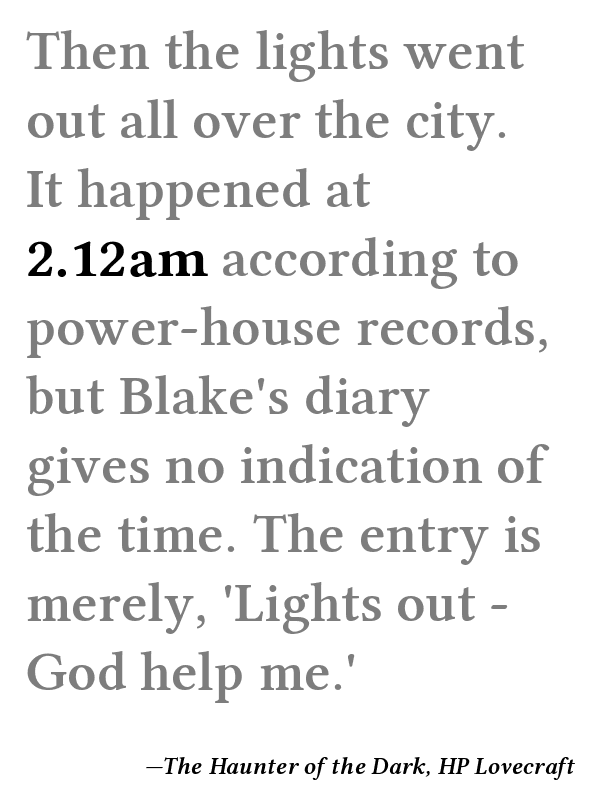 Then the lights went
out all over the city.
It happened at
2.12am according to
power-house records,
but Blake's diary
gives no indication of
the time. The entry is
merely, 'Lights out -
God help me.'
—The Haunter of the Dark, HP Lovecraft